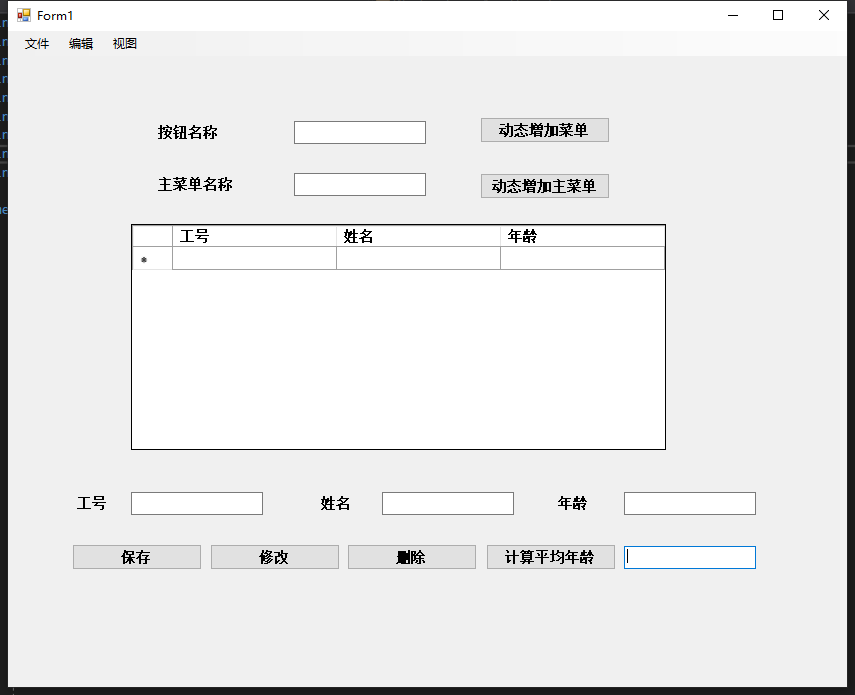 Form1
文件 编辑 视图
按钮名称 动态增加菜单
主菜单名称 动态增加主菜单
工号 姓名 年龄
工号 姓名 年龄
保存 修改 删除 计算平均年龄